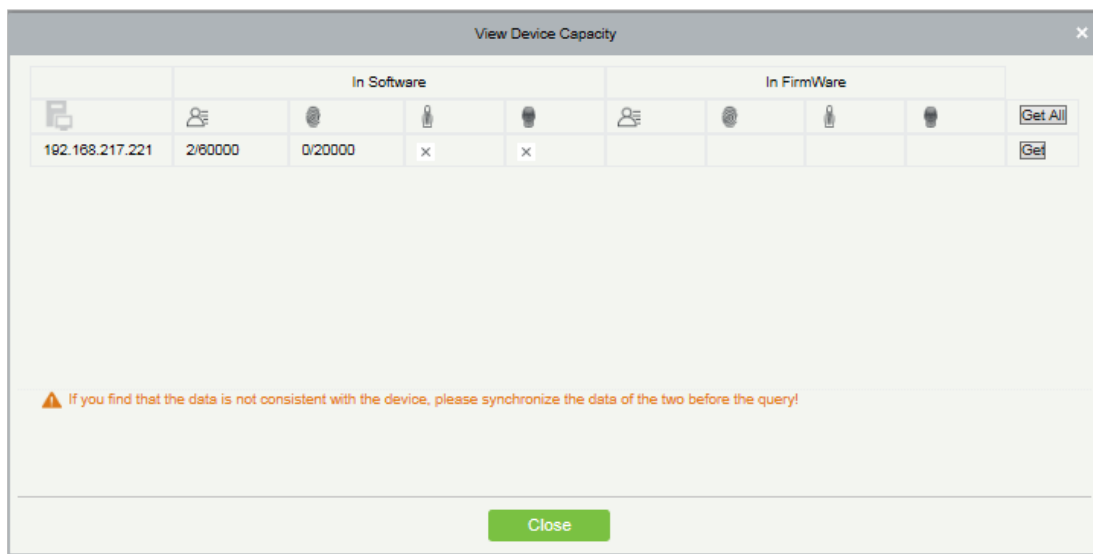 View Device Capacity ×
In Software In FirmWare
Get All
192.168.217.221 2/60000 0/20000 × × Get
If you find that the data is not consistent with the device, please synchronize the data of the two before the query!
Close